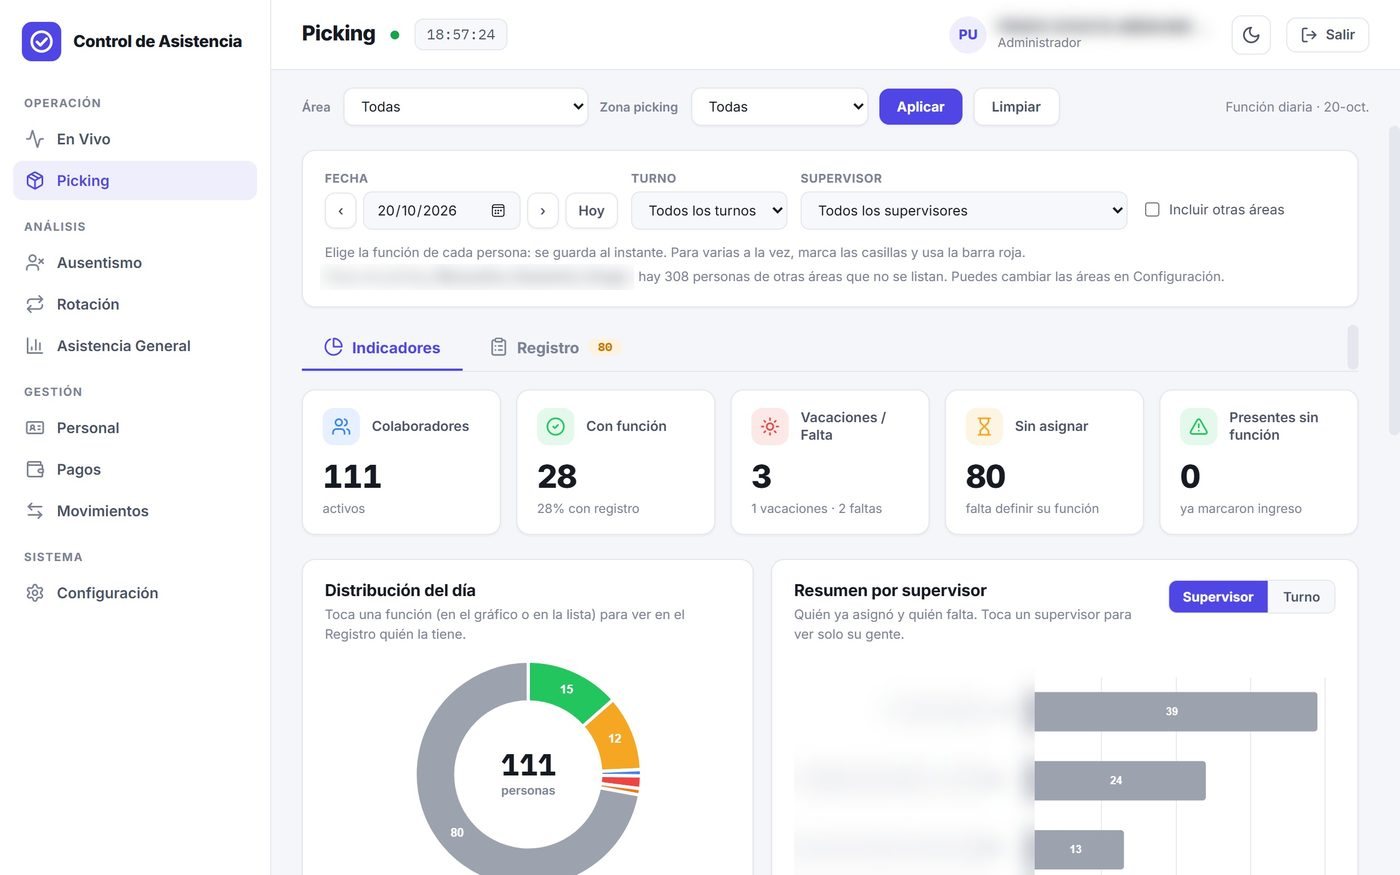 Control de Asistencia
OPERACIÓN
En Vivo
Picking
ANÁLISIS
Ausentismo
Rotación
Asistencia General
GESTIÓN
Personal
Pagos
Movimientos
SISTEMA
Configuración
Picking
18:57:24
PU
Administrador
Salir
Área
Todas
Zona picking
Todas
Aplicar
Limpiar
Función diaria · 20-oct.
FECHA
TURNO
SUPERVISOR
‹
20/10/2026
›
Hoy
Todos los turnos
Todos los supervisores
Incluir otras áreas
Elige la función de cada persona: se guarda al instante. Para varias a la vez, marca las casillas y usa la barra roja.
hay 308 personas de otras áreas que no se listan. Puedes cambiar las áreas en Configuración.
Indicadores
Registro 80
Colaboradores
111
activos
Con función
28
28% con registro
Vacaciones /
Falta
3
1 vacaciones · 2 faltas
Sin asignar
80
falta definir su función
Presentes sin
función
0
ya marcaron ingreso
Distribución del día
Toca una función (en el gráfico o en la lista) para ver en el
Registro quién la tiene.
15
12
111
personas
80
Resumen por supervisor
Quién ya asignó y quién falta. Toca un supervisor para
ver solo su gente.
Supervisor
Turno
39
24
13